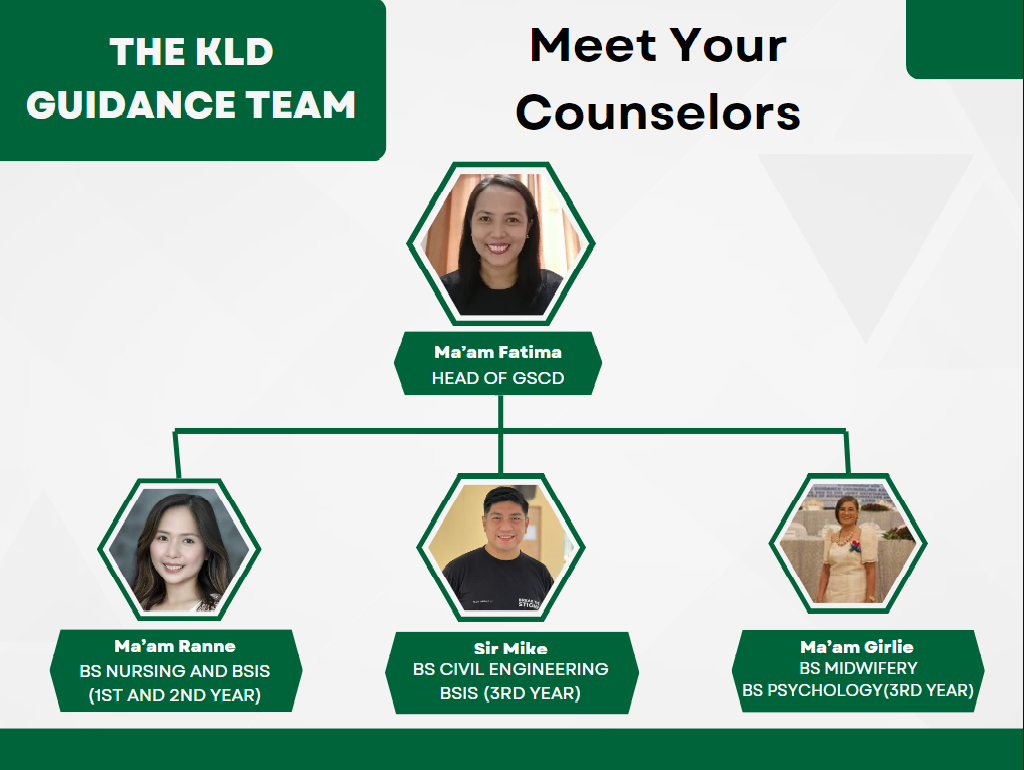 THE KLD
GUIDANCE TEAM
Meet Your
Counselors
Ma'am Fatima
HEAD OF GSCD
Ma'am Ranne
BS NURSING AND BSIS
(1ST AND 2ND YEAR)
Sir Mike
BS CIVIL ENGINEERING
BSIS (3RD YEAR)
Ma'am Girlie
BS MIDWIFERY
BS PSYCHOLOGY(3RD YEAR)